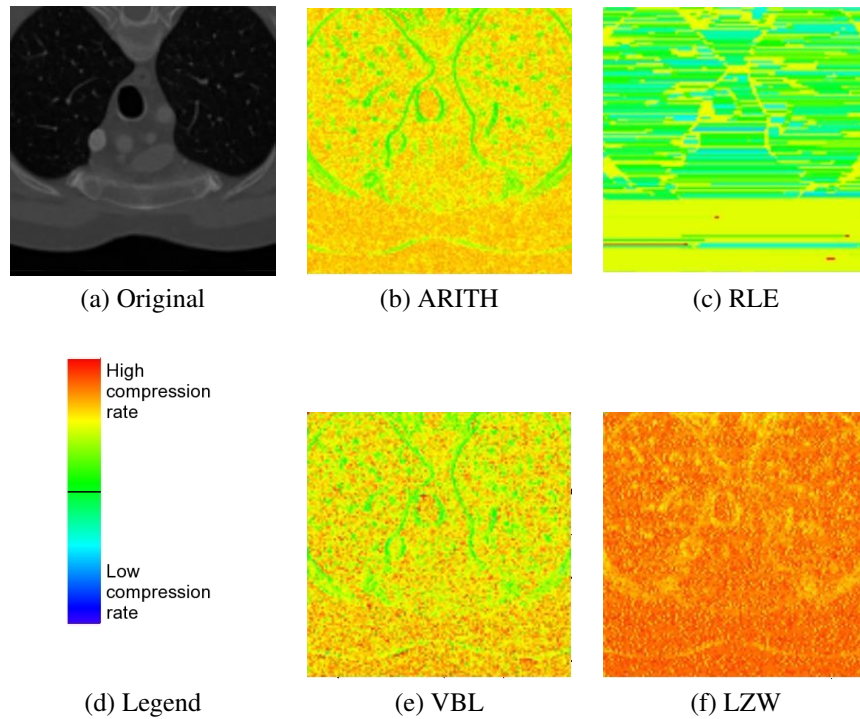 (a) Original
(b) ARITH
(c) RLE
High
compression
rate
Low
compression
rate
(d) Legend
(e) VBL
(f) LZW